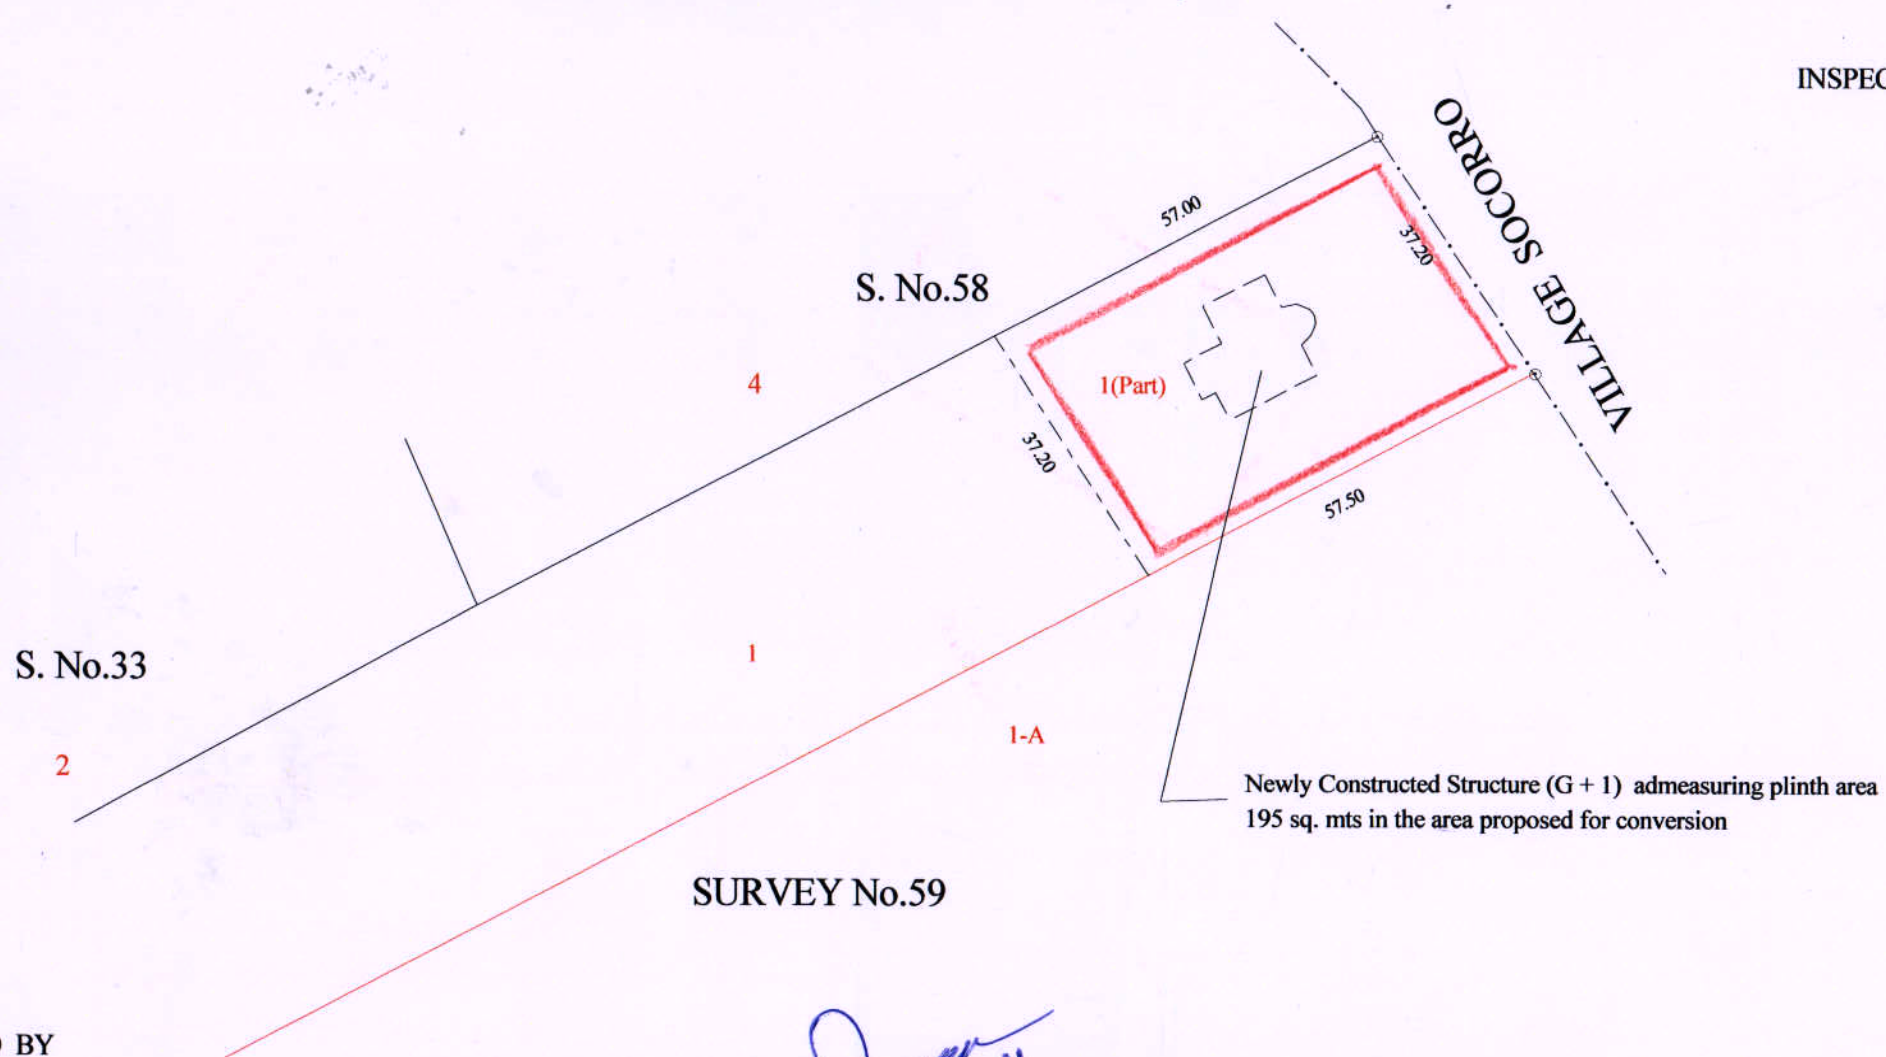 INSPEC
VILLAGE SOCORRO
57.00
37.20
S. No.58
4
1(Part)
37.20
57.50
S. No.33
1
2
1-A
Newly Constructed Structure (G + 1) admeasuring plinth area
195 sq. mts in the area proposed for conversion
SURVEY No.59
BY